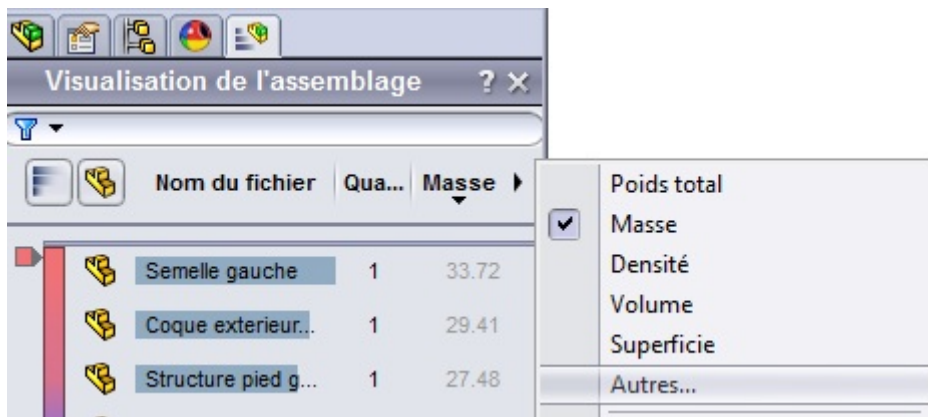 Visualisation de l'assemblage ? ×
Nom du fichier Qua... Masse
Semelle gauche 1 33.72
Coque exterieur... 1 29.41
Structure pied g... 1 27.48
Poids total
Masse
Densité
Volume
Superficie
Autres...